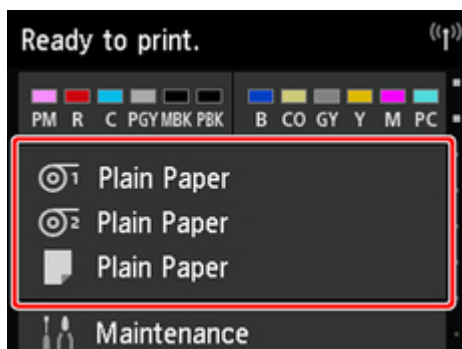 Ready to print.
PM R C PGY MBK PBK B CO GY Y M PC
1 Plain Paper
2 Plain Paper
Plain Paper
Maintenance